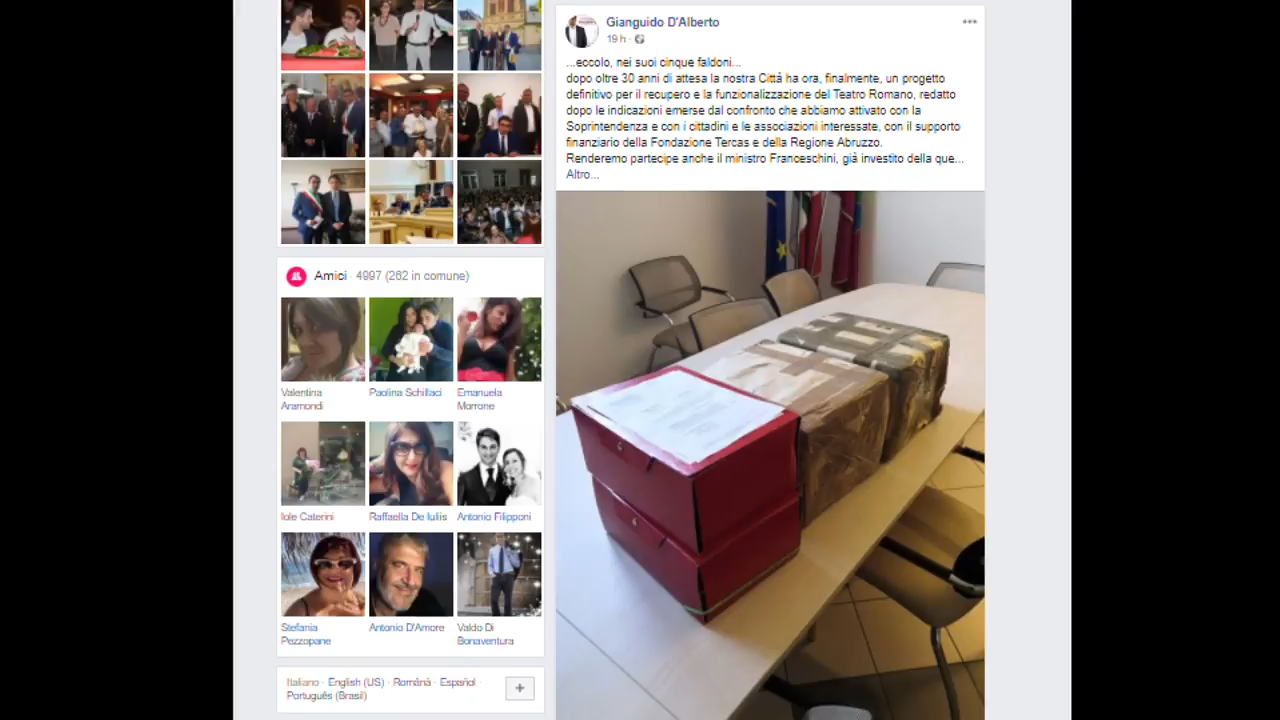 Gianguido D'Alberto
19 h ·
...eccolo, nei suoi cinque faldoni...
dopo oltre 30 anni di attesa la nostra Città ha ora, finalmente, un progetto
definitivo per il recupero e la funzionalizzazione del Teatro Romano, redatto
dopo le indicazioni emerse dal confronto che abbiamo attivato con la
Soprintendenza e con i cittadini e le associazioni interessate, con il supporto
finanziario della Fondazione Tercas e della Regione Abruzzo.
Renderemo partecipe anche il ministro Franceschini, già investito della que...
Altro...
Amici · 4997 (262 in comune)
Valentina
Aramondi
Paolina Schillaci
Emanuela
Morrone
Iole Caterini
Raffaella De Iuliis
Antonio Filipponi
Stefania
Pezzopane
Antonio D'Amore
Valdo Di
Bonaventura
Italiano · English (US) · Română · Español ·
Português (Brasil)